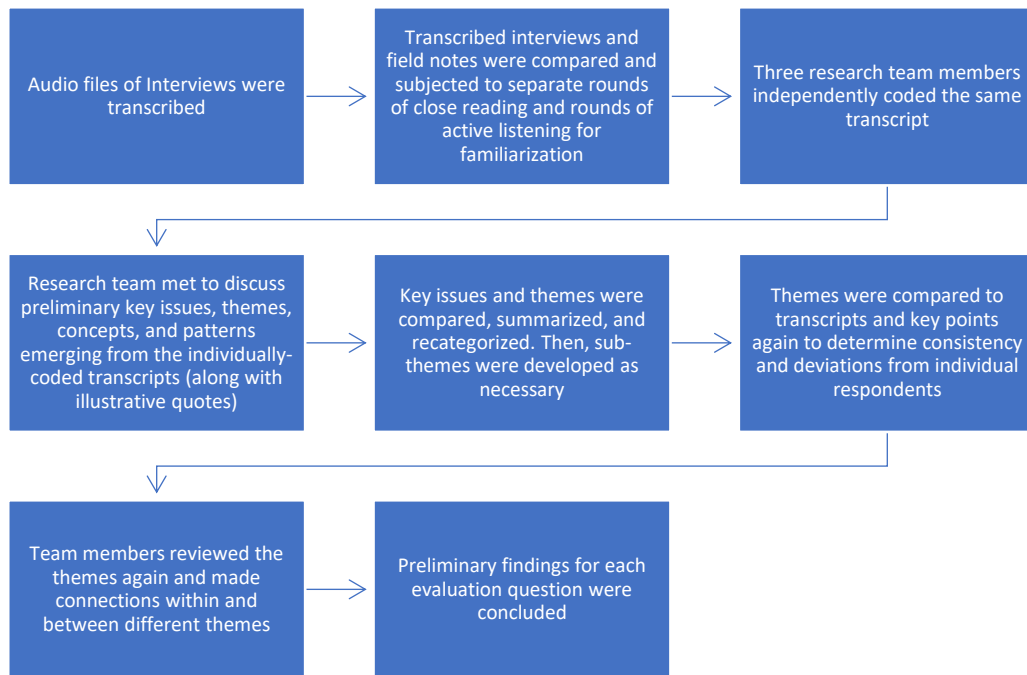 Audio files of Interviews were
transcribed
Transcribed interviews and
field notes were compared and
subjected to separate rounds
of close reading and rounds of
active listening for
familiarization
Three research team members
independently coded the same
transcript
Research team met to discuss
preliminary key issues, themes,
concepts, and patterns
emerging from the individually-
coded transcripts (along with
illustrative quotes)
Key issues and themes were
compared, summarized, and
recategorized. Then, sub-
themes were developed as
necessary
Themes were compared to
transcripts and key points
again to determine consistency
and deviations from individual
respondents
Team members reviewed the
themes again and made
connections within and
between different themes
Preliminary findings for each
evaluation question were
concluded